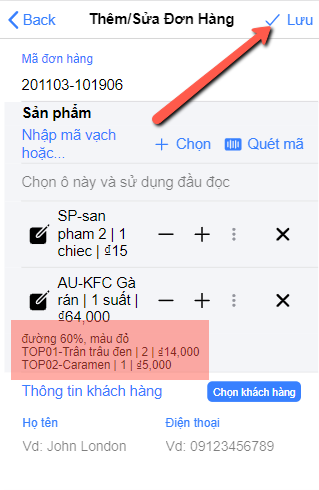 Back
Thêm/Sửa Đơn Hàng
Lưu
Mã đơn hàng
201103-101906
Sản phẩm
Nhập mã vạch
hoặc...
Chọn
Quét mã
Chọn ô này và sử dụng đầu đọc
SP-san
pham 2 | 1
chiec | ₫15
AU-KFC Gà
rán | 1 suất |
₫64,000
đường 60%, màu đỏ
TOP01-Trân trâu đen | 2 | ₫14,000
TOP02-Caramen | 1 | ₫5,000
Thông tin khách hàng
Chọn khách hàng
Họ tên
Điện thoại
Vd: John London
Vd: 09123456789